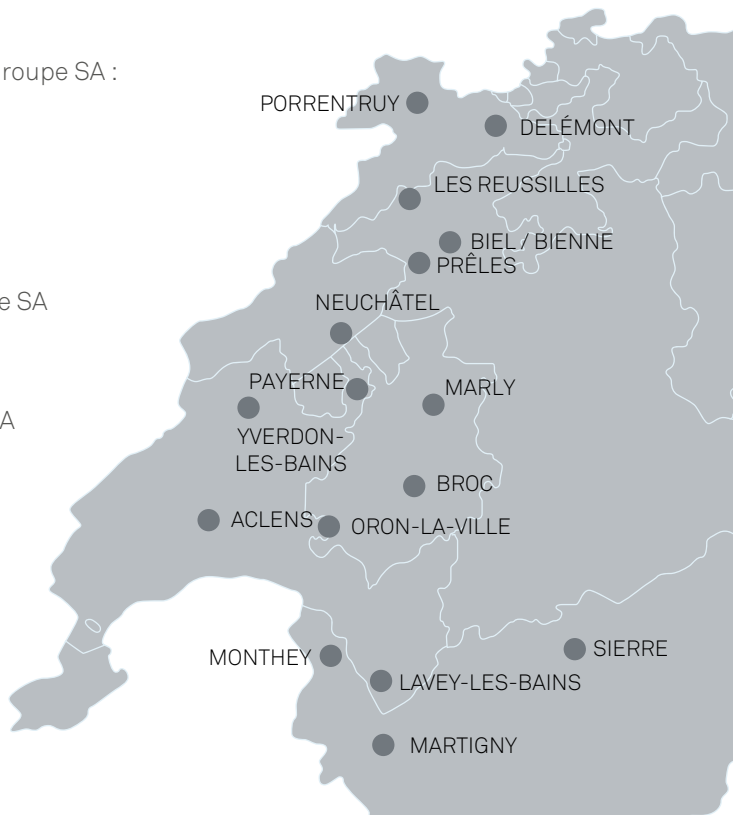 roupe SA :
PORRENTRUY
DELÉMONT
LES REUSSILLES
BIEL / BIENNE
PRÊLES
e SA
NEUCHÂTEL
PAYERNE
MARLY
A
YVERDON-
LES-BAINS
BROC
ACLENS
ORON-LA-VILLE
MONTHEY
SIERRE
LAVEY-LES-BAINS
MARTIGNY